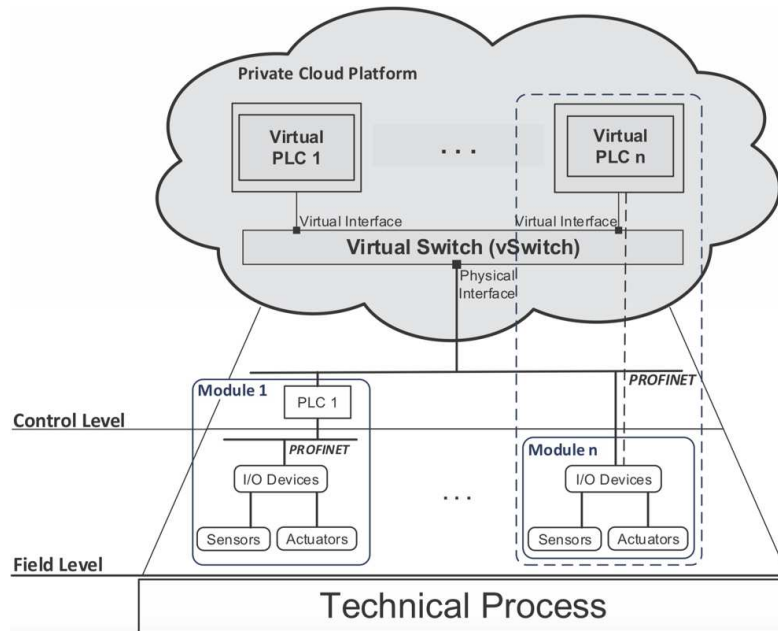 Private Cloud Platform
Virtual
PLC 1
. . .
Virtual
PLC n
Virtual Interface
Virtual Interface
Virtual Switch (vSwitch)
Physical
Interface
PROFINET
Module 1
PLC 1
Control Level
PROFINET
Module n
I/O Devices
I/O Devices
. . .
Sensors
Actuators
Sensors
Actuators
Field Level
Technical Process